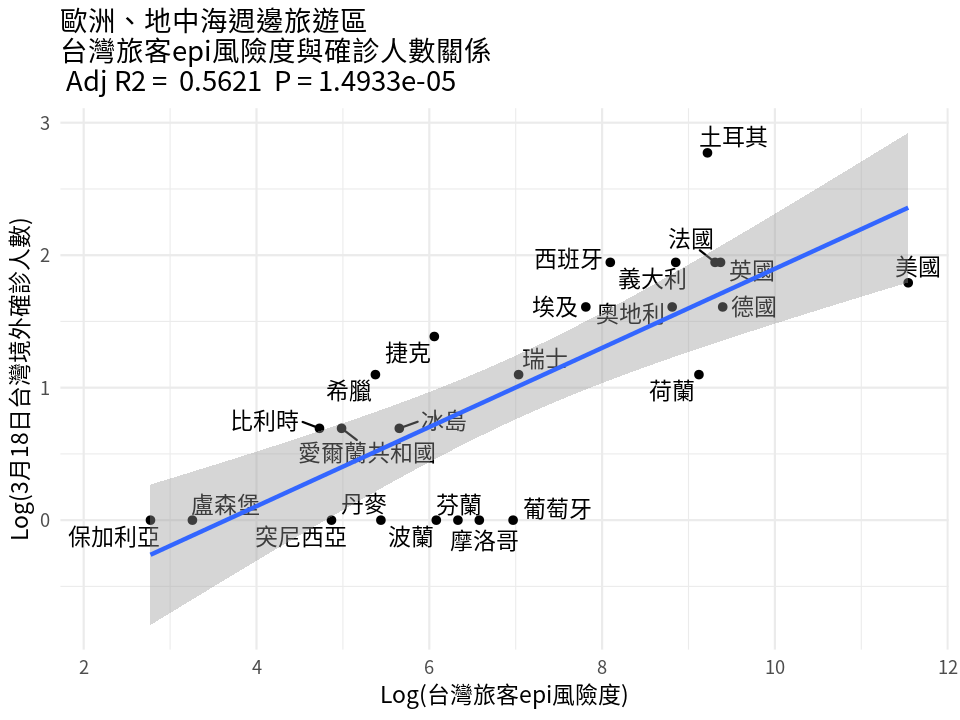 歐洲、地中海週邊旅遊區
台灣旅客epi風險度與確診人數關係
Adj R2 = 0.5621 P = 1.4933e-05
3
土耳其
法國
2
西班牙
義大利
英國
美國
埃及
奧地利
德國
捷克
瑞士
1
希臘
荷蘭
比利時
冰島
愛爾蘭共和國
盧森堡
丹麥
芬蘭
葡萄牙
0
保加利亞
突尼西亞
波蘭
摩洛哥
2 4 6 8 10 12
Log(台灣旅客epi風險度)
Log(3月18日台灣境外確診人數)